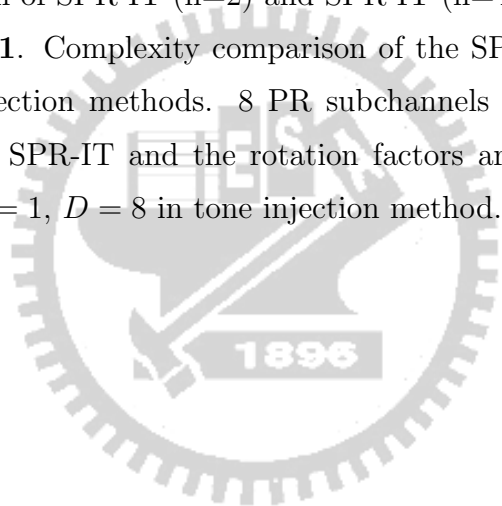 n of SPR-IT (n=2) and SPR-IT (n=
1. Complexity comparison of the SP
ection methods. 8 PR subchannels
SPR-IT and the rotation factors ar
= 1, D = 8 in tone injection method.
1896